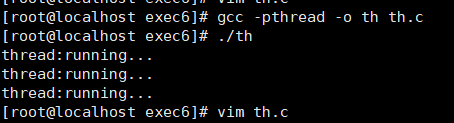 [root@localhost exec6]# vim th.c
[root@localhost exec6]# gcc -pthread -o th th.c
[root@localhost exec6]# ./th
thread:running...
thread:running...
thread:running...
[root@localhost exec6]# vim th.c